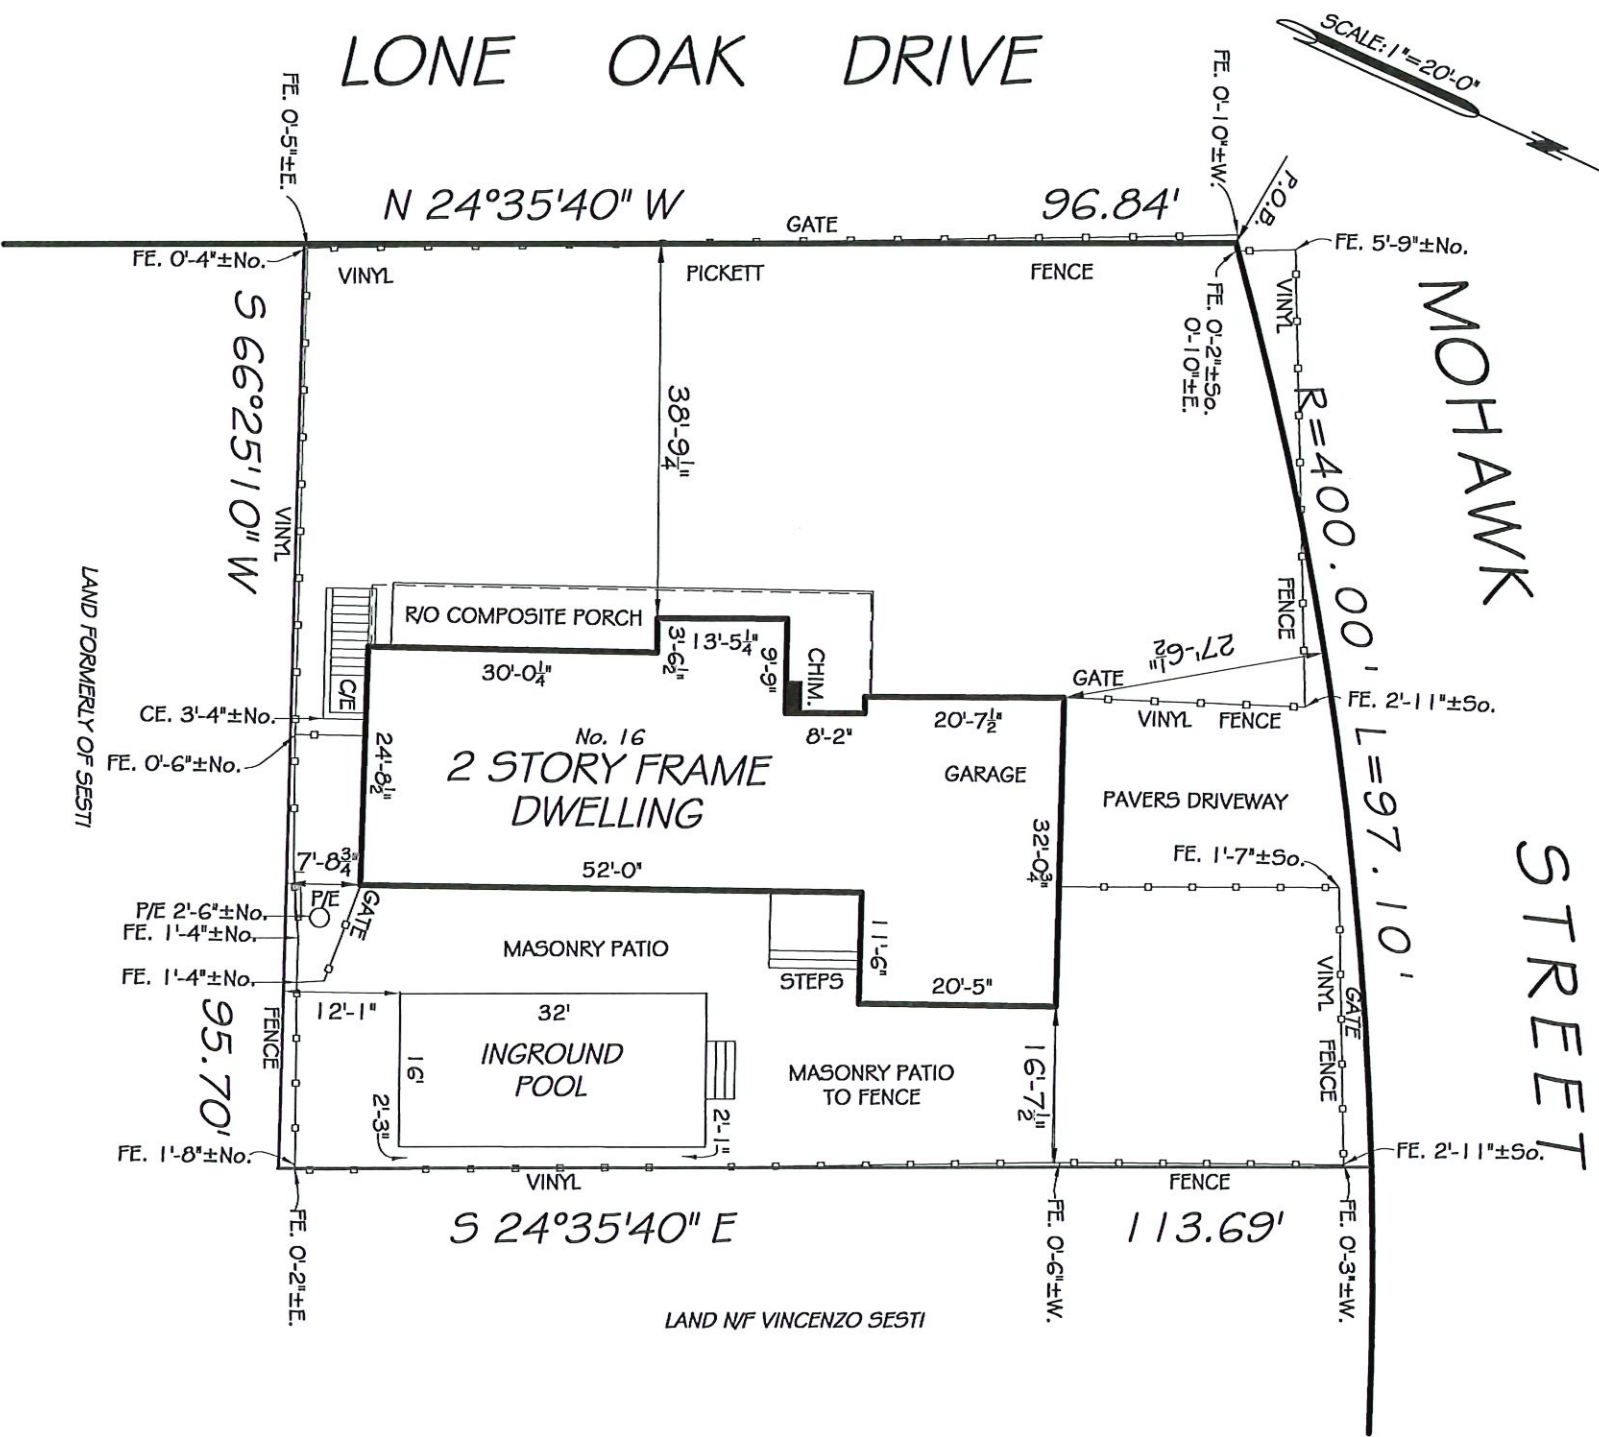 LONE OAK DRIVE
SCALE: 1"=20'-0"
N
FE. 0'-5"±E.
FE. 0'-10"±W.
P.O.B.
N 24°35'40" W
96.84'
GATE
FE. 0'-4"±No.
VINYL
PICKETT
FENCE
FE. 5'-9"±No.
VINYL
FE. 0'-2"±So.
0'-10"±E.
MOHAWK
STREET
S 66°25'10" W
95.70'
38'-9¼"
R=400.00'
L=97.10'
VINYL
LAND FORMERLY OF SESTI
FENCE
R/O COMPOSITE PORCH
30'-0¼"
3'-6½"
13'-5¼"
9'-9"
CHIM.
27'-6½"
GATE
C/E
CE. 3'-4"±No.
FE. 0'-6"±No.
8'-2"
20'-7½"
VINYL FENCE
FE. 2'-11"±So.
No. 16
2 STORY FRAME
DWELLING
24'-8½"
GARAGE
PAVERS DRIVEWAY
32'-0¾"
FE. 1'-7"±So.
7'-8¾"
52'-0"
P/E
GATE
P/E 2'-6"±No.
FE. 1'-4"±No.
FE. 1'-4"±No.
MASONRY PATIO
STEPS
11'-6"
20'-5"
VINYL
GATE
FENCE
12'-1"
32'
INGROUND
POOL
16'
2'-3"
2'-1"
MASONRY PATIO
TO FENCE
16'-7½"
FENCE
FE. 1'-8"±No.
FE. 2'-11"±So.
VINYL
FENCE
FE. 0'-2"±E.
S 24°35'40" E
FE. 0'-6"±W.
113.69'
FE. 0'-3"±W.
LAND N/F VINCENZO SESTI